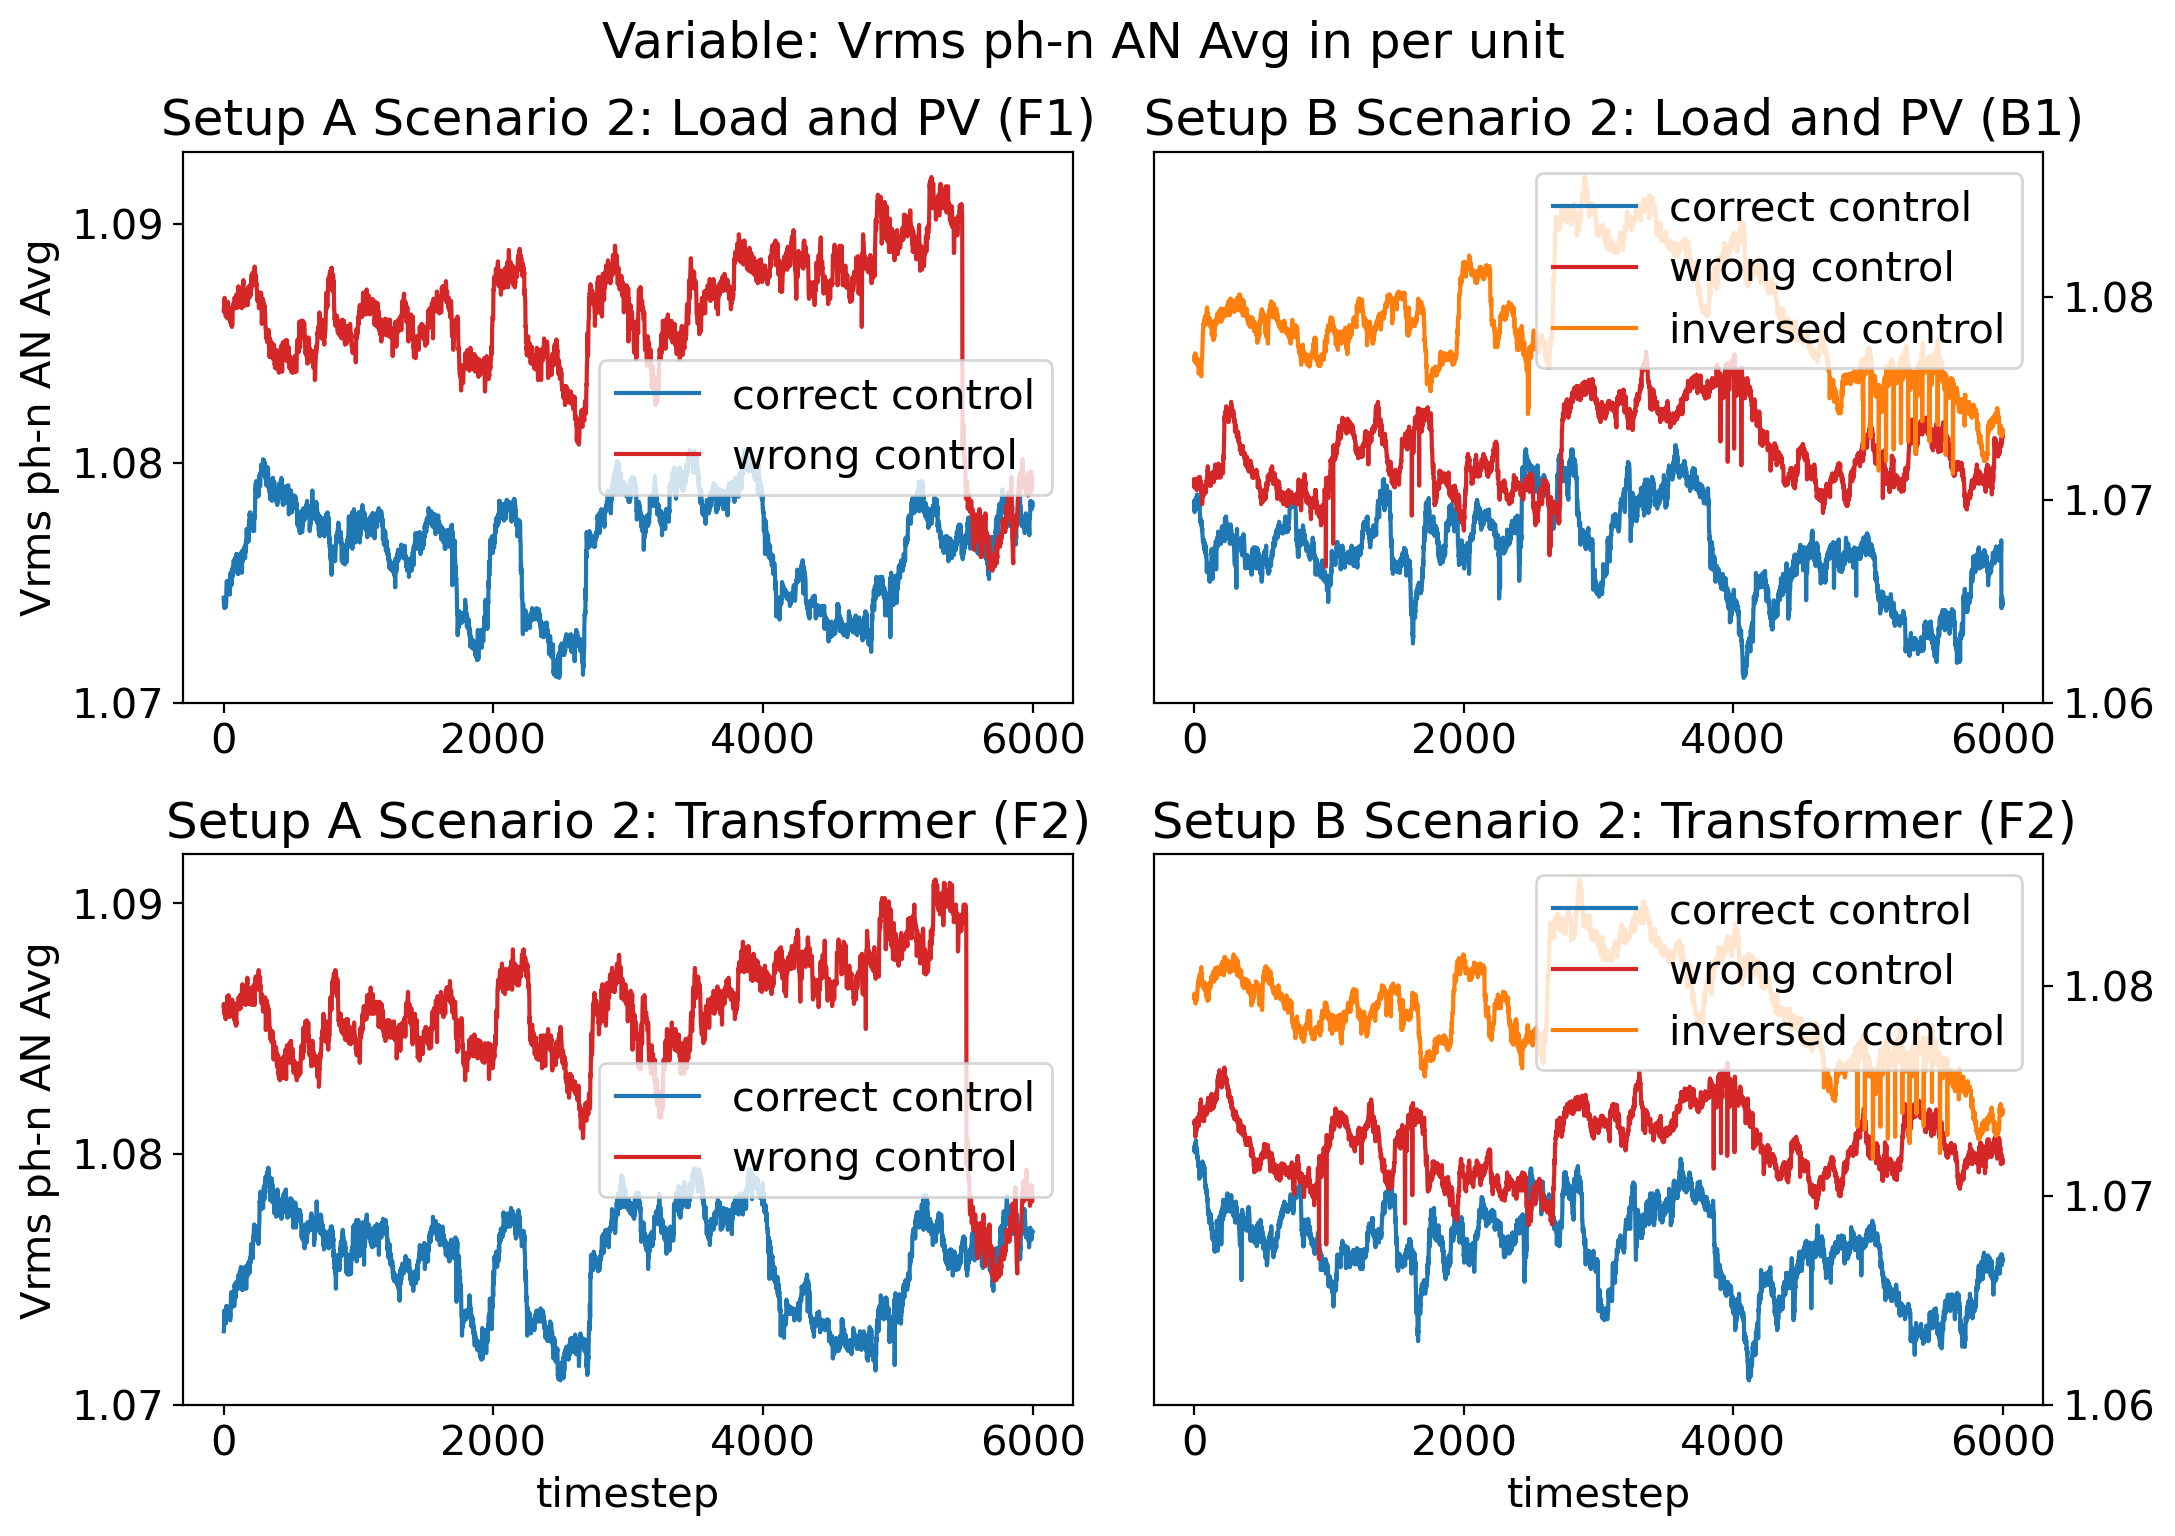 Variable: Vrms ph-n AN Avg in per unit
Setup A Scenario 2: Load and PV (F1)
Vrms ph-n AN Avg
1.09
1.08
1.07
correct control
wrong control
0 2000 4000 6000
Setup B Scenario 2: Load and PV (B1)
correct control
wrong control
inversed control
1.08
1.07
1.06
0 2000 4000 6000
Setup A Scenario 2: Transformer (F2)
Vrms ph-n AN Avg
1.09
1.08
1.07
correct control
wrong control
0 2000 4000 6000
timestep
Setup B Scenario 2: Transformer (F2)
correct control
wrong control
inversed control
1.08
1.07
1.06
0 2000 4000 6000
timestep